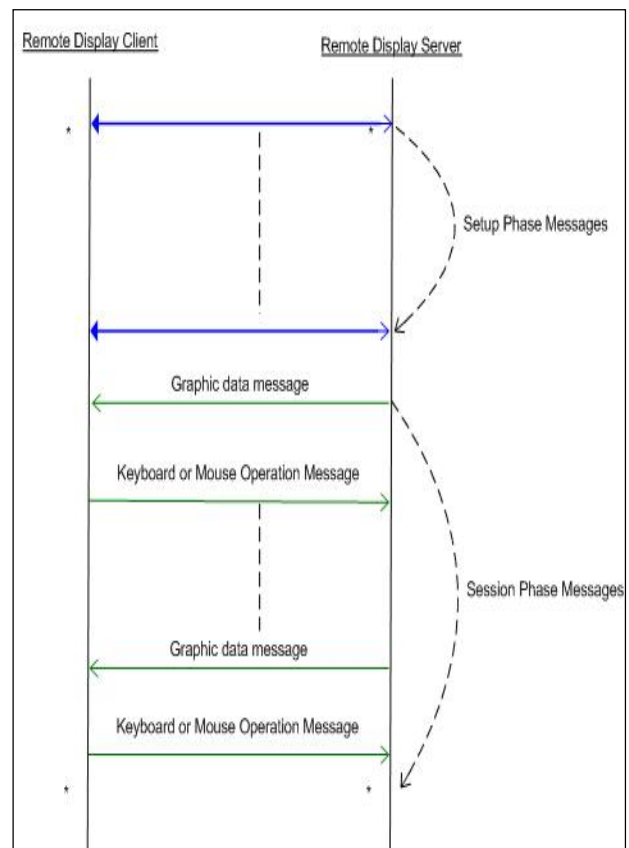 Remote Display Client
Remote Display Server
* *
Setup Phase Messages
Graphic data message
Keyboard or Mouse Operation Message
Session Phase Messages
Graphic data message
Keyboard or Mouse Operation Message
* *